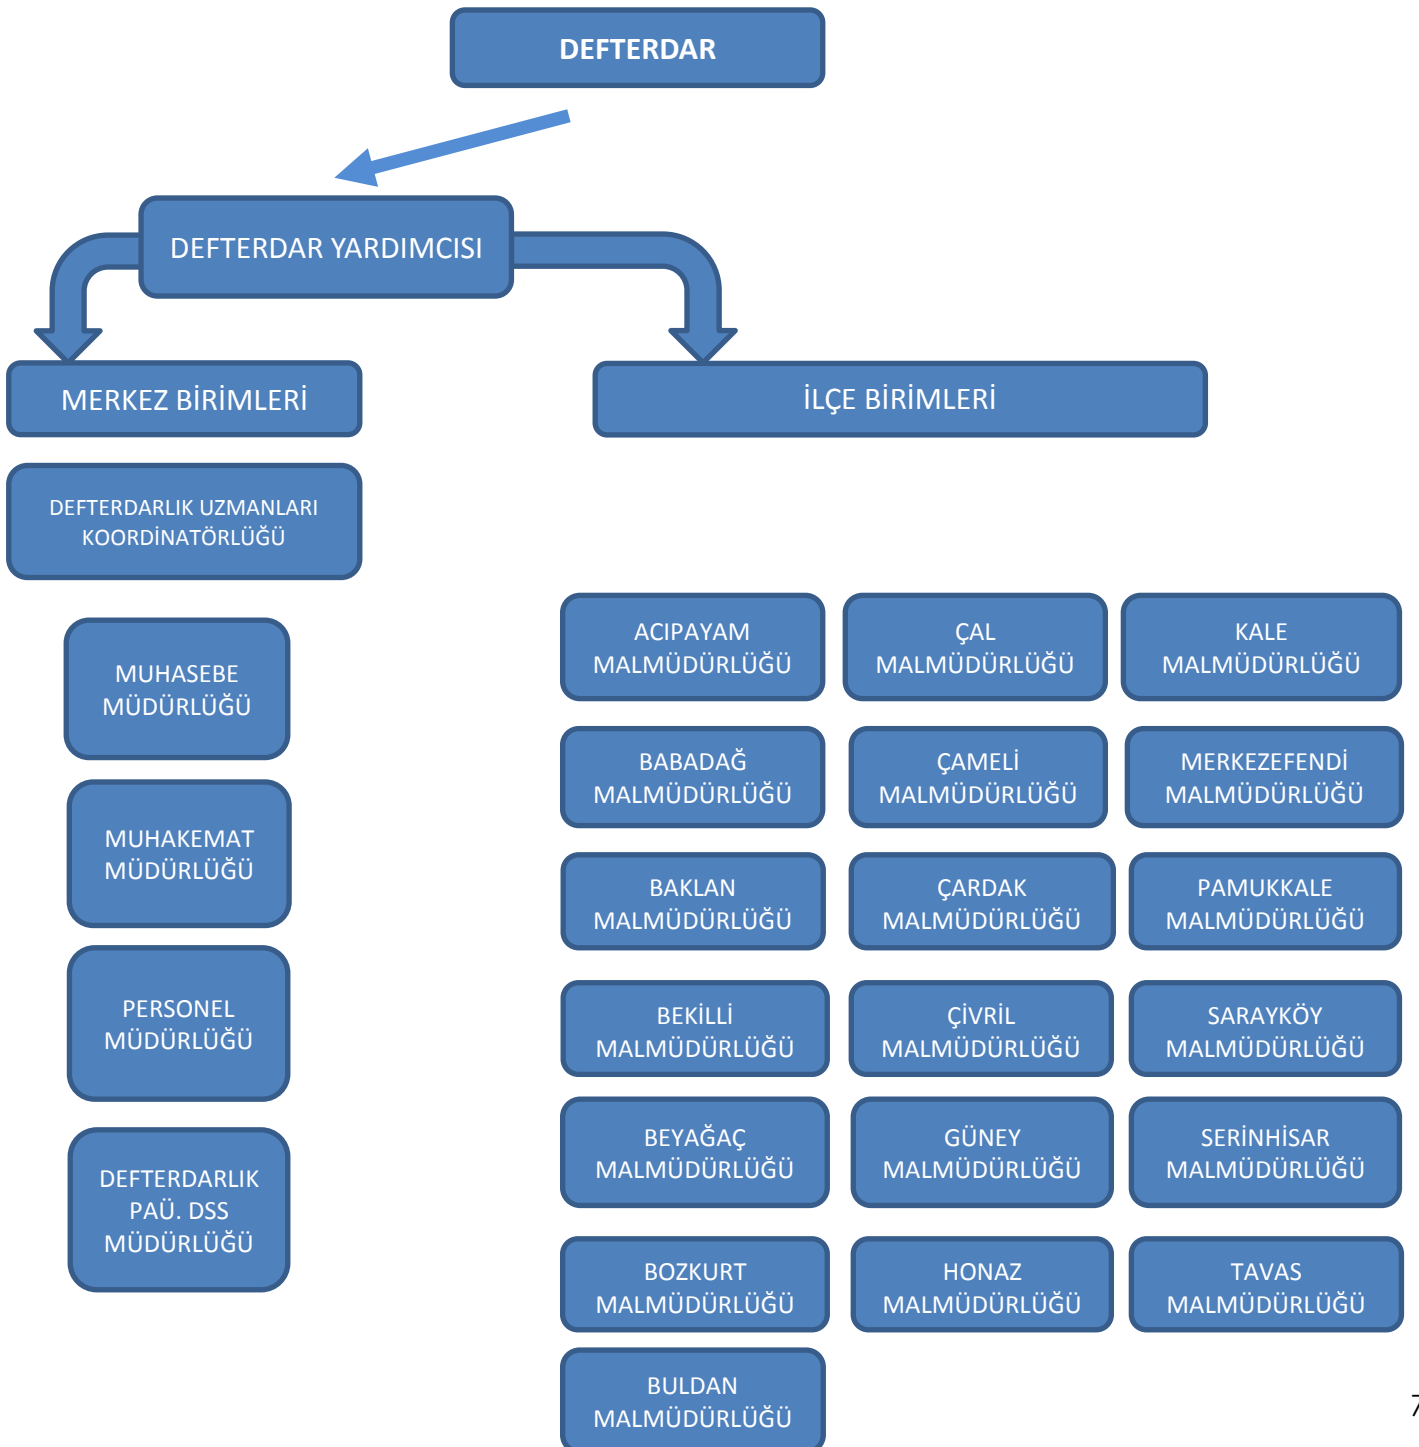 DEFTERDAR
DEFTERDAR YARDIMCISI
MERKEZ BİRİMLERİ
İLÇE BİRİMLERİ
DEFTERDARLIK UZMANLARI
KOORDİNATÖRLÜĞÜ
MUHASEBE
MÜDÜRLÜĞÜ
MUHAKEMAT
MÜDÜRLÜĞÜ
PERSONEL
MÜDÜRLÜĞÜ
DEFTERDARLIK
PAÜ. DSS
MÜDÜRLÜĞÜ
ACIPAYAM
MALMÜDÜRLÜĞÜ
ÇAL
MALMÜDÜRLÜĞÜ
KALE
MALMÜDÜRLÜĞÜ
BABADAĞ
MALMÜDÜRLÜĞÜ
ÇAMELİ
MALMÜDÜRLÜĞÜ
MERKEZEFENDİ
MALMÜDÜRLÜĞÜ
BAKLAN
MALMÜDÜRLÜĞÜ
ÇARDAK
MALMÜDÜRLÜĞÜ
PAMUKKALE
MALMÜDÜRLÜĞÜ
BEKİLLİ
MALMÜDÜRLÜĞÜ
ÇİVRİL
MALMÜDÜRLÜĞÜ
SARAYKÖY
MALMÜDÜRLÜĞÜ
BEYAĞAÇ
MALMÜDÜRLÜĞÜ
GÜNEY
MALMÜDÜRLÜĞÜ
SERİNHİSAR
MALMÜDÜRLÜĞÜ
BOZKURT
MALMÜDÜRLÜĞÜ
HONAZ
MALMÜDÜRLÜĞÜ
TAVAS
MALMÜDÜRLÜĞÜ
BULDAN
MALMÜDÜRLÜĞÜ
7